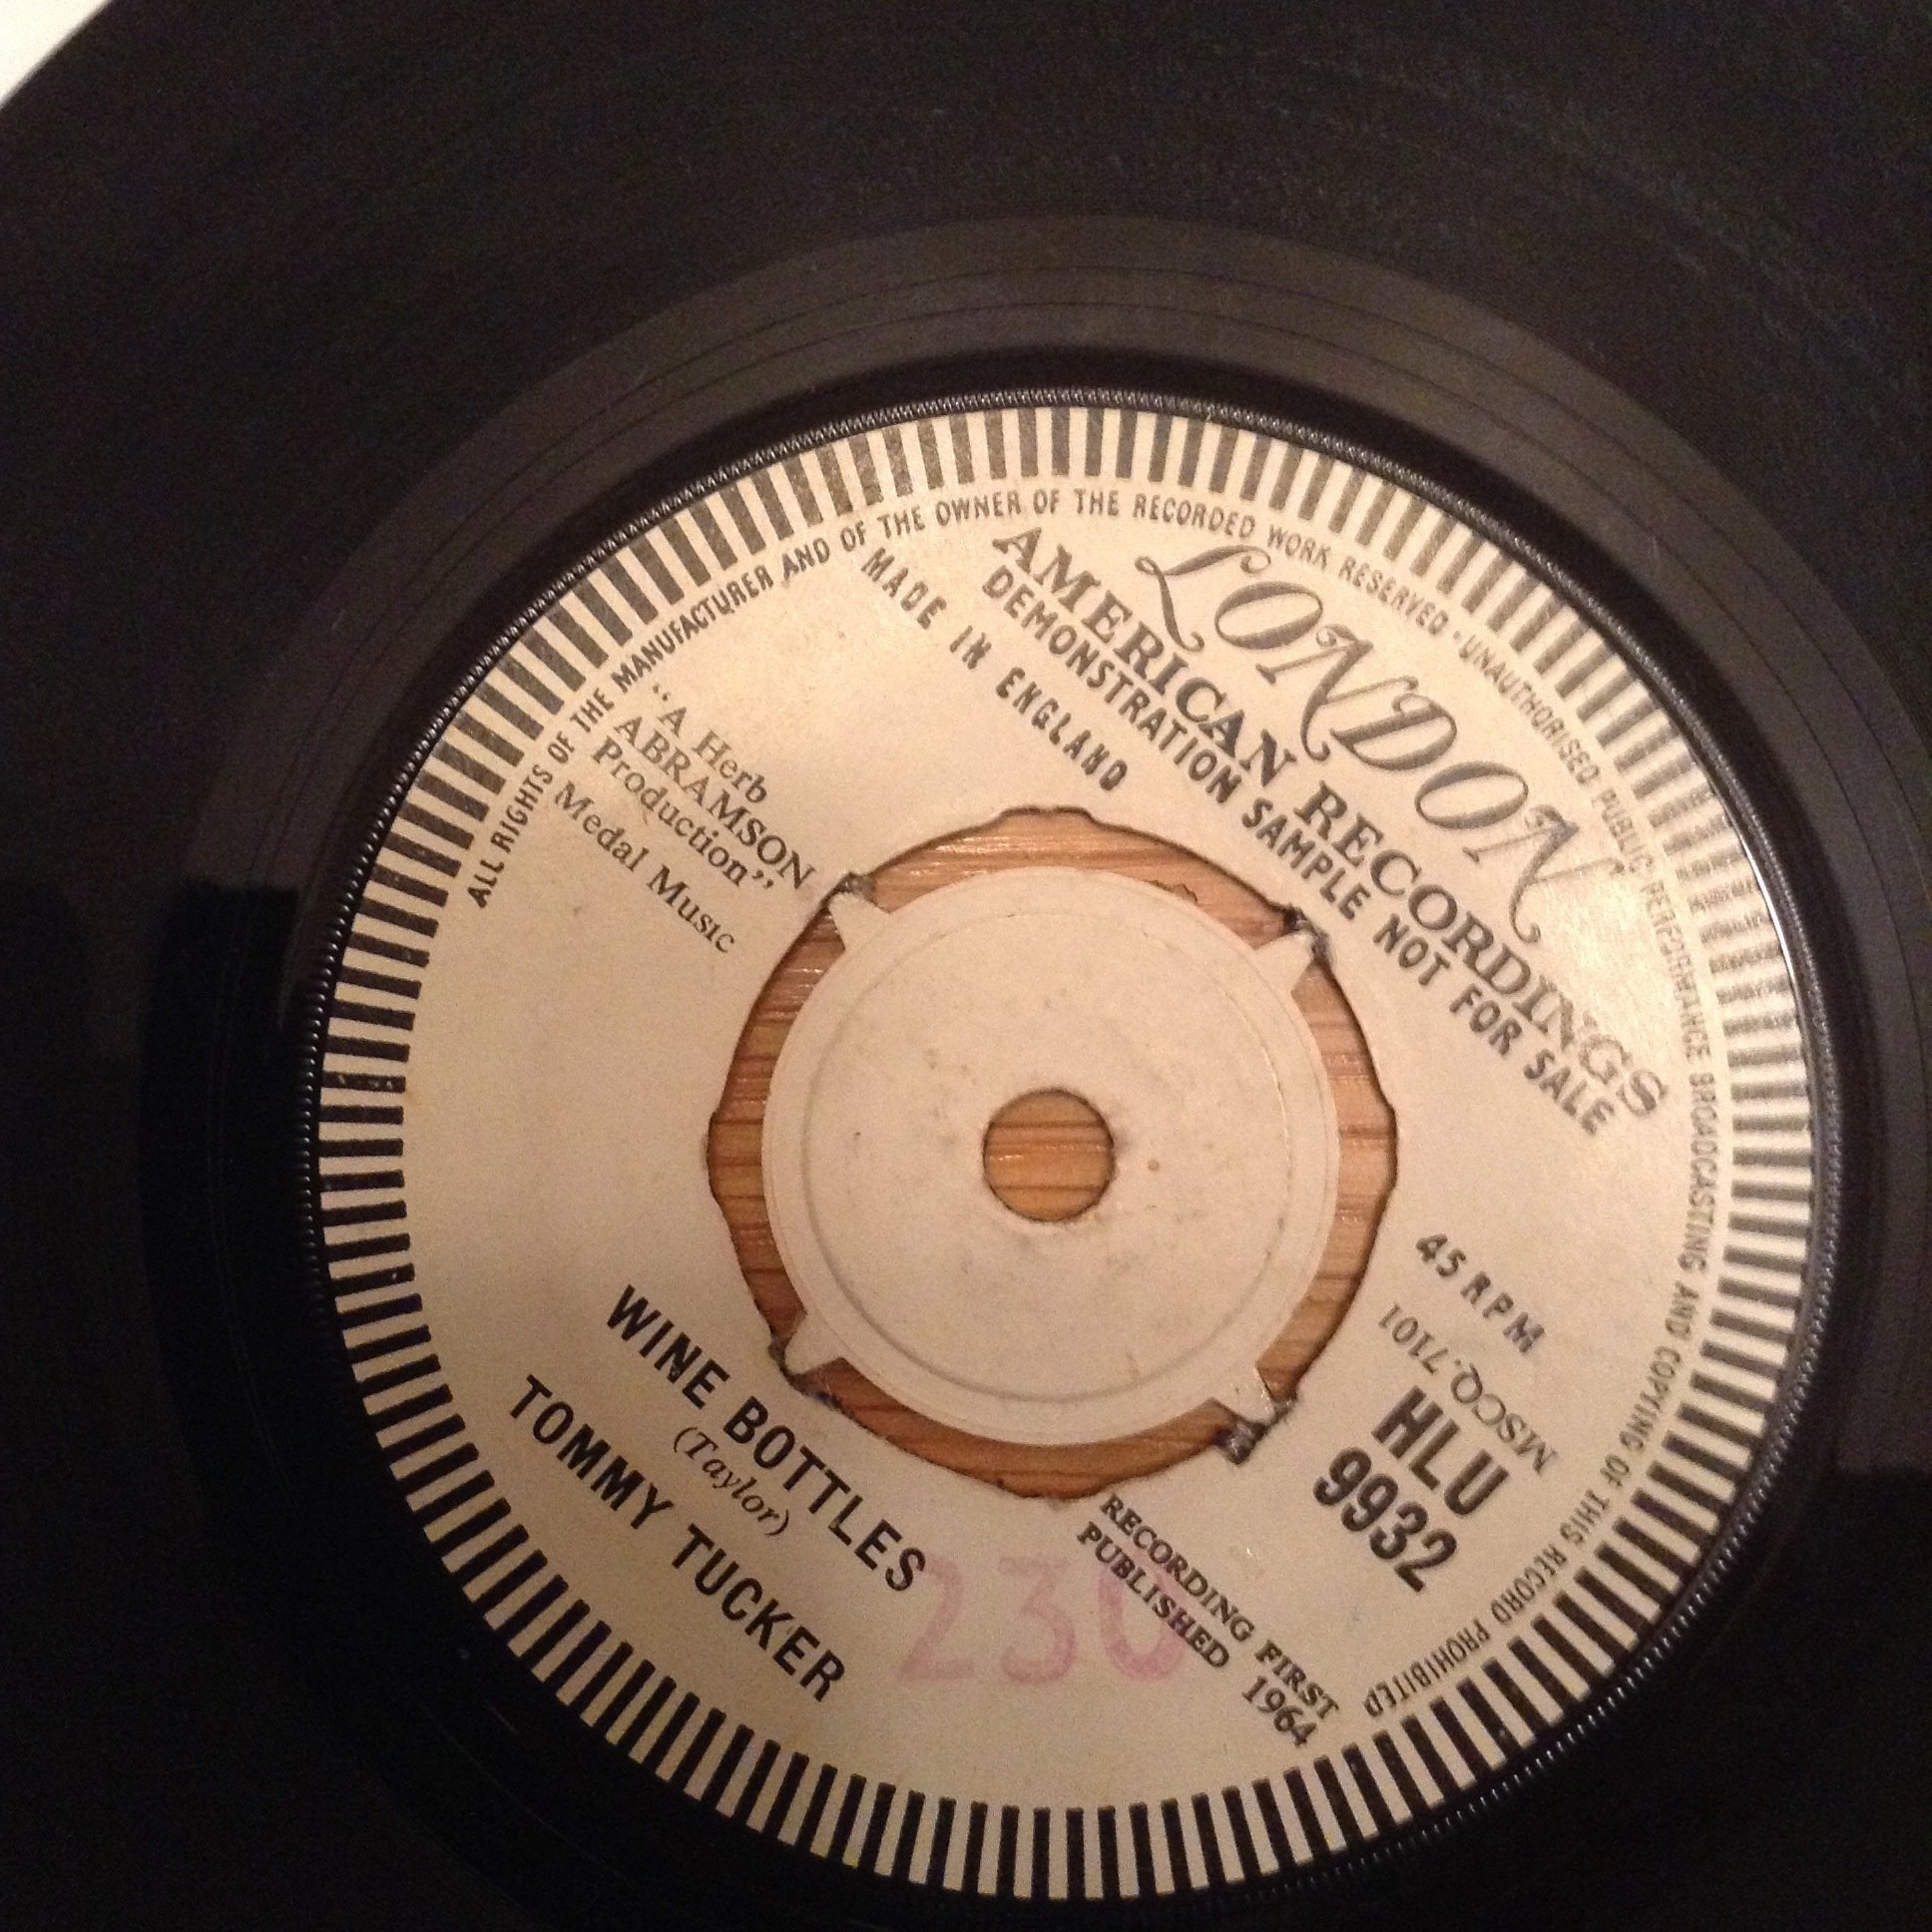 ALL RIGHTS OF THE MANUFACTURER AND OF THE OWNER OF THE RECORDED WORK RESERVED · UNAUTHORISED PUBLIC PERFORMANCE BROADCASTING AND COPYING OF THIS RECORD PROHIBITED
LONDON
AMERICAN RECORDINGS
DEMONSTRATION SAMPLE NOT FOR SALE
MADE IN ENGLAND
"A Herb
ABRAMSON
Production"
Medal Music
45 RPM
MSCQ.7101
HLU
9932
RECORDING FIRST
PUBLISHED 1964
230
WINE BOTTLES
(Taylor)
TOMMY TUCKER